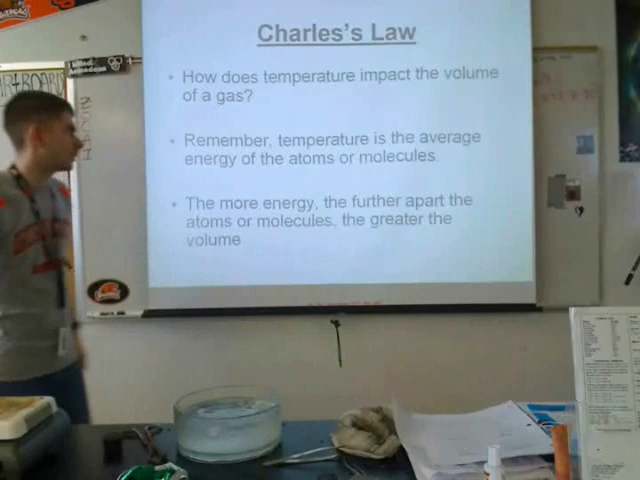 Charles's Law
• How does temperature impact the volume
of a gas?
• Remember, temperature is the average
energy of the atoms or molecules.
• The more energy, the further apart the
atoms or molecules, the greater the
volume